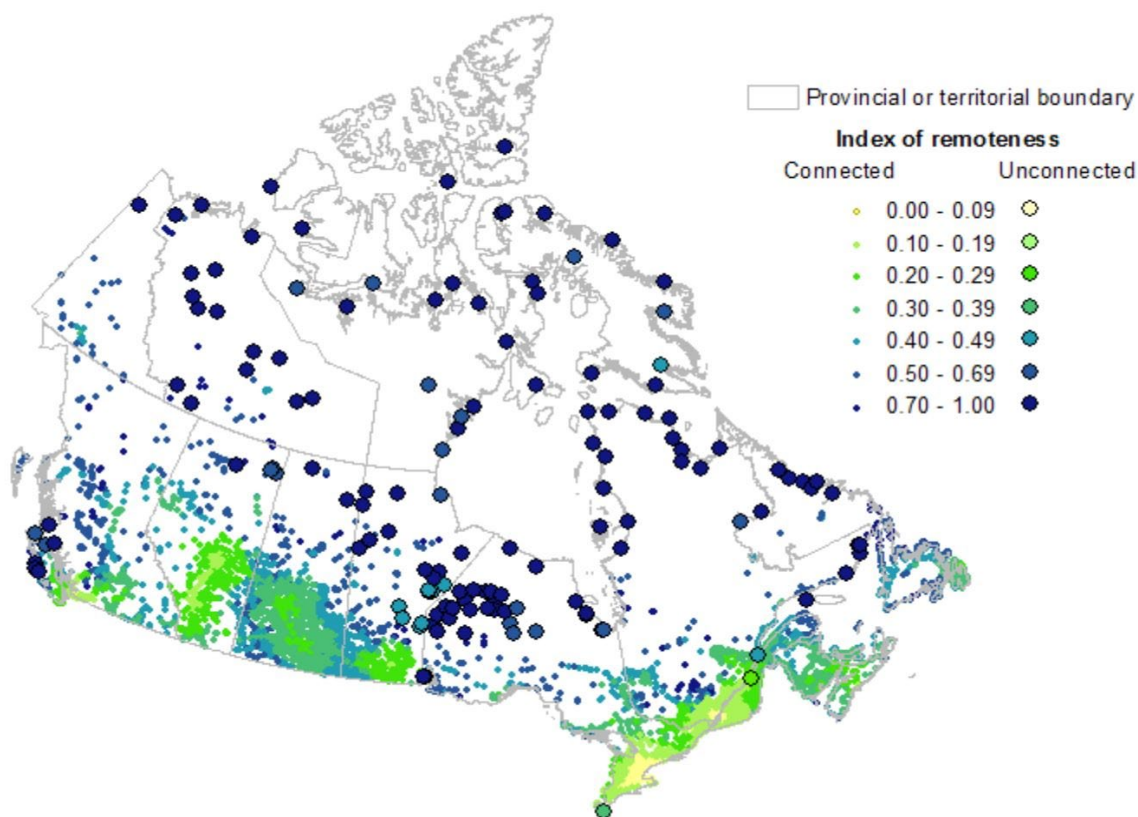 Provincial or territorial boundary
Index of remoteness
Connected Unconnected
0.00 - 0.09
0.10 - 0.19
0.20 - 0.29
0.30 - 0.39
0.40 - 0.49
0.50 - 0.69
0.70 - 1.00